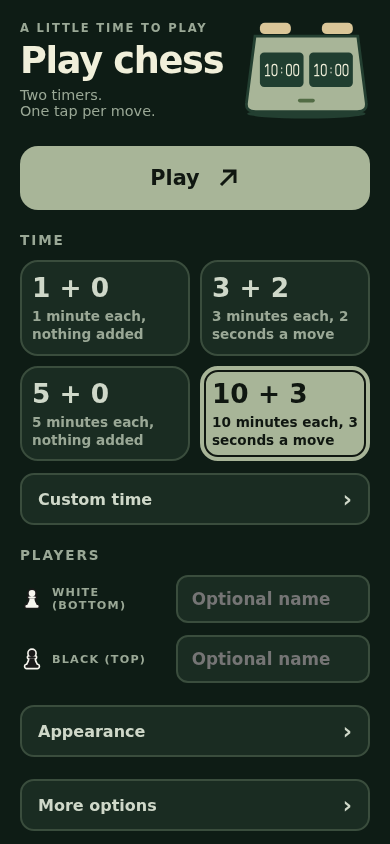 A LITTLE TIME TO PLAY
Play chess
Two timers.
One tap per move.
10:00 10:00
Play
TIME
1 + 0
1 minute each,
nothing added
3 + 2
3 minutes each, 2
seconds a move
5 + 0
5 minutes each,
nothing added
10 + 3
10 minutes each, 3
seconds a move
Custom time
PLAYERS
WHITE
(BOTTOM)
Optional name
BLACK (TOP)
Optional name
Appearance
More options